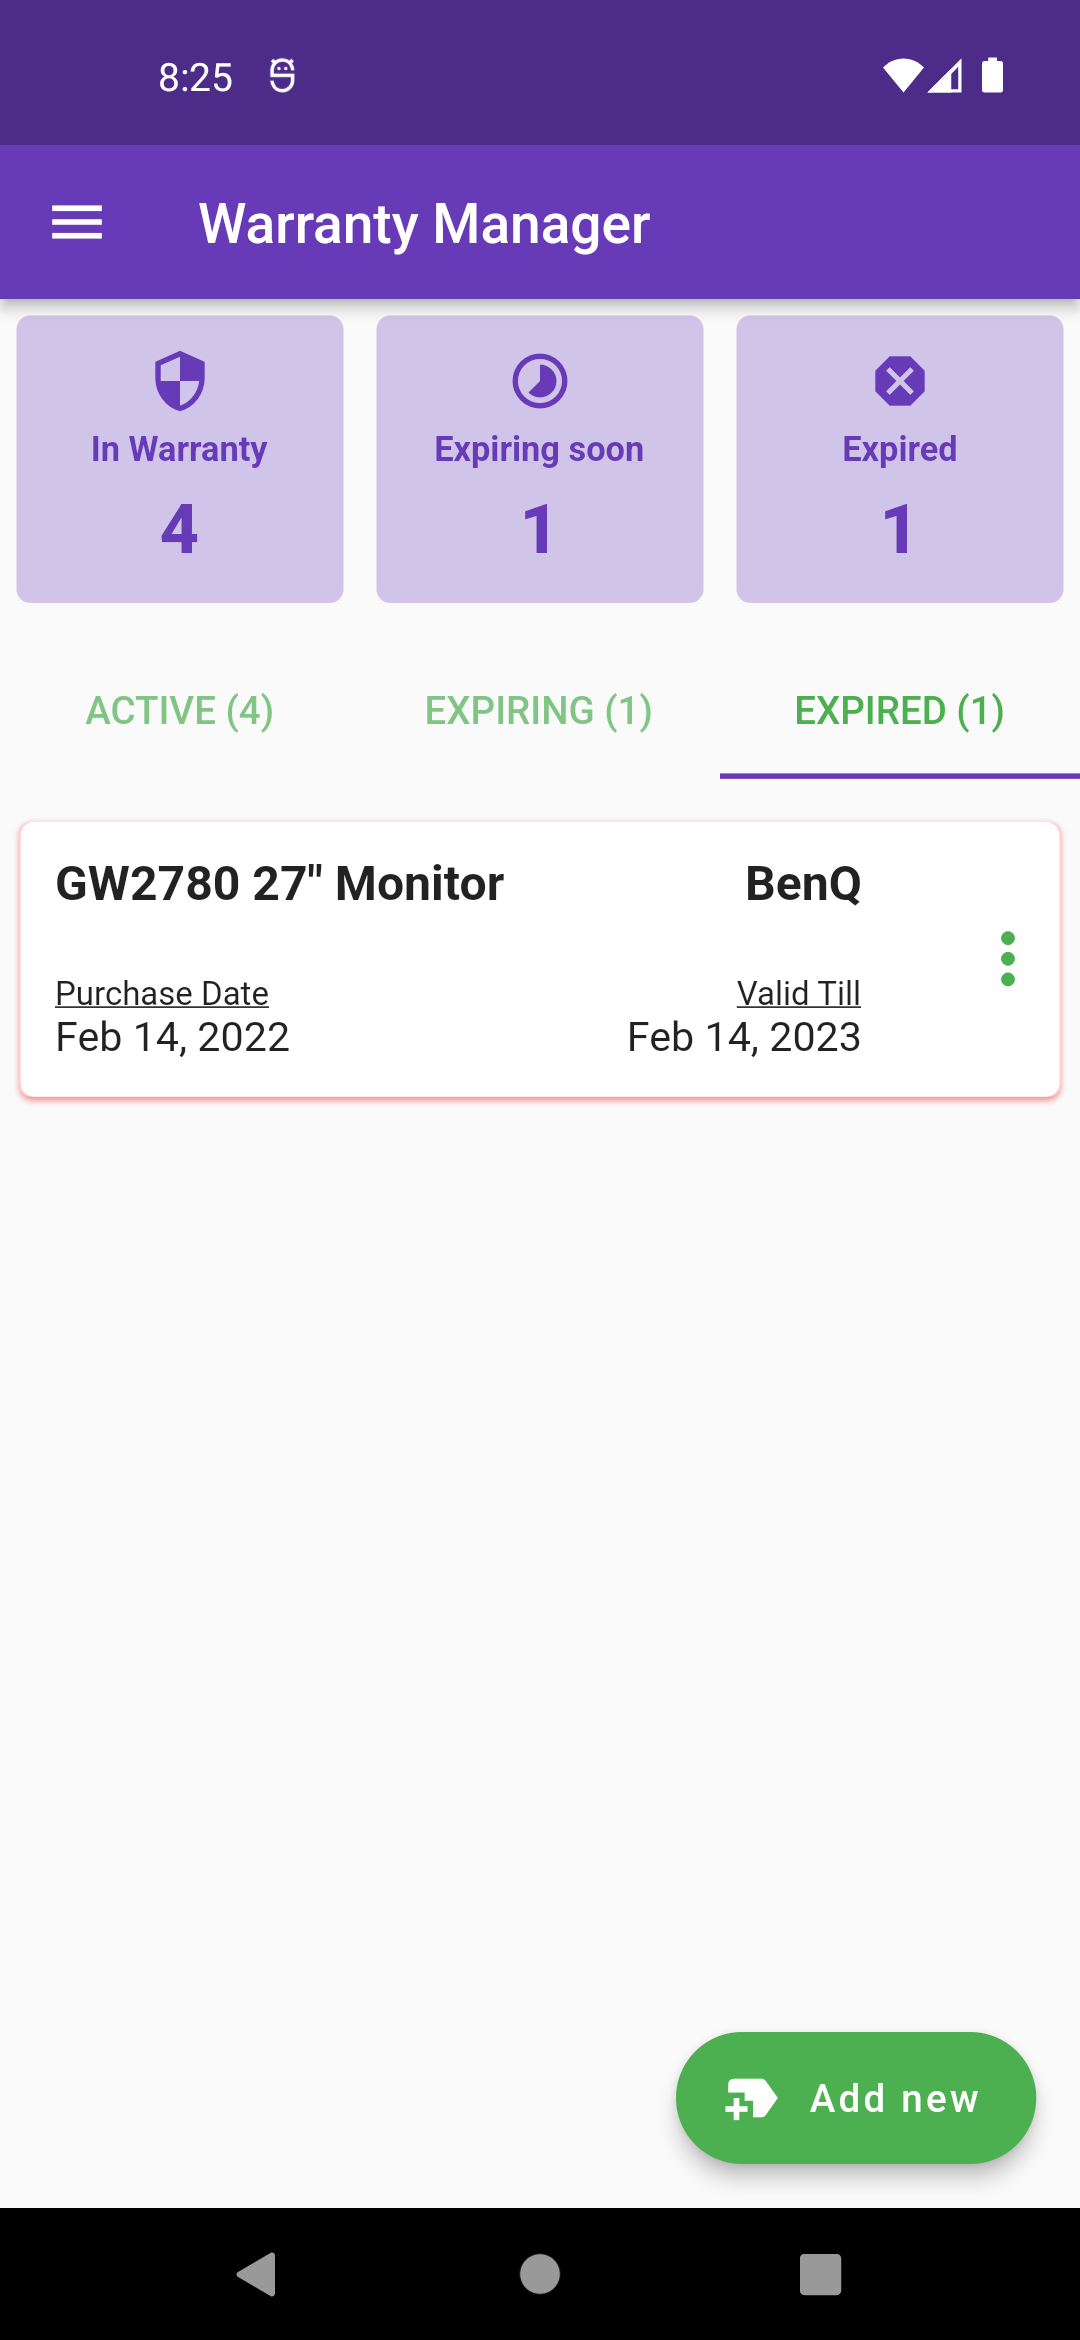 8:25
Warranty Manager
In Warranty
4
Expiring soon
1
Expired
1
ACTIVE (4)
EXPIRING (1)
EXPIRED (1)
GW2780 27" Monitor
BenQ
Purchase Date
Valid Till
Feb 14, 2022
Feb 14, 2023
Add new